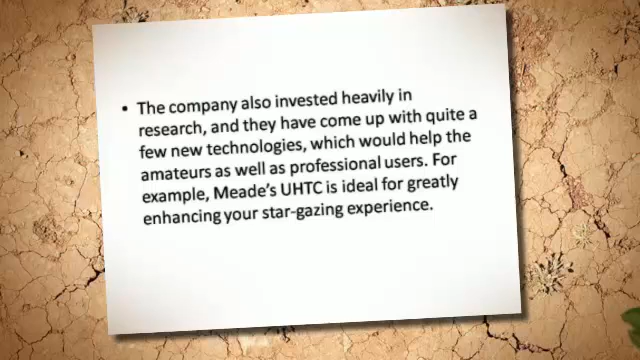 • The company also invested heavily in
research, and they have come up with quite a
few new technologies, which would help the
amateurs as well as professional users. For
example, Meade's UHTC is ideal for greatly
enhancing your star-gazing experience.